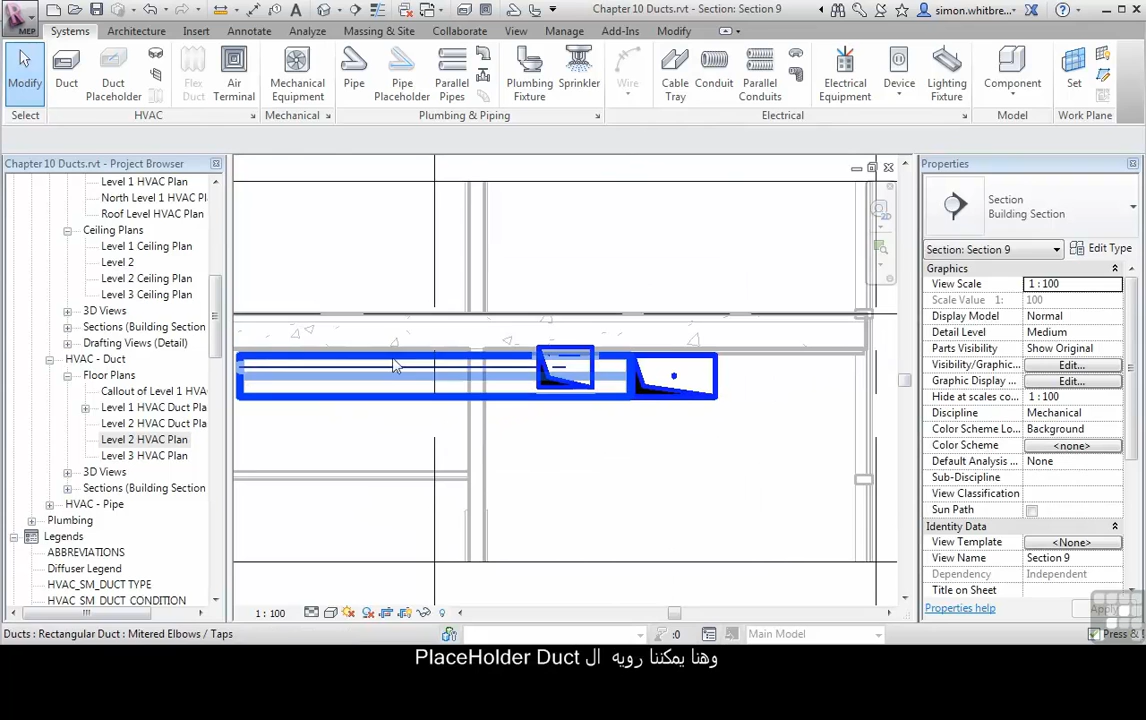 Chapter 10 Ducts.rvt - Section: Section 9
simon.whitbre...
MEP
Systems Architecture Insert Annotate Analyze Massing & Site Collaborate View Manage Add-Ins Modify
Modify
Duct
Duct Placeholder
Flex Duct
Air Terminal
Mechanical Equipment
Pipe
Pipe Placeholder
Parallel Pipes
Plumbing Fixture
Sprinkler
Wire
Cable Tray
Conduit
Parallel Conduits
Electrical Equipment
Device
Lighting Fixture
Component
Set
Select HVAC Mechanical Plumbing & Piping Electrical Model Work Plane
Chapter 10 Ducts.rvt - Project Browser
Level 1 HVAC Plan
North Level 1 HVAC Pl
Roof Level HVAC Plan
Ceiling Plans
Level 1 Ceiling Plan
Level 2
Level 2 Ceiling Plan
Level 3 Ceiling Plan
3D Views
Sections (Building Section
Drafting Views (Detail)
HVAC - Duct
Floor Plans
Callout of Level 1 HVA
Level 1 HVAC Duct Pla
Level 2 HVAC Duct Pla
Level 2 HVAC Plan
Level 3 HVAC Plan
3D Views
Sections (Building Section
HVAC - Pipe
Plumbing
Legends
ABBREVIATIONS
Diffuser Legend
HVAC_SM_DUCT TYPE
HVAC SM DUCT CONSTRUCTION
2D
Properties
Section
Building Section
Section: Section 9
Edit Type
Graphics
View Scale 1 : 100
Scale Value 1: 100
Display Model Normal
Detail Level Medium
Parts Visibility Show Original
Visibility/Graphic... Edit...
Graphic Display ... Edit...
Hide at scales co... 1 : 100
Discipline Mechanical
Color Scheme Lo... Background
Color Scheme <none>
Default Analysis ... None
Sub-Discipline
View Classification
Sun Path
Identity Data
View Template <None>
View Name Section 9
Dependency Independent
Title on Sheet
Properties help
Apply
1 : 100
Ducts : Rectangular Duct : Mitered Elbows / Taps
:0
Main Model
Press &
وهنا يمكننا رويه ال PlaceHolder Duct